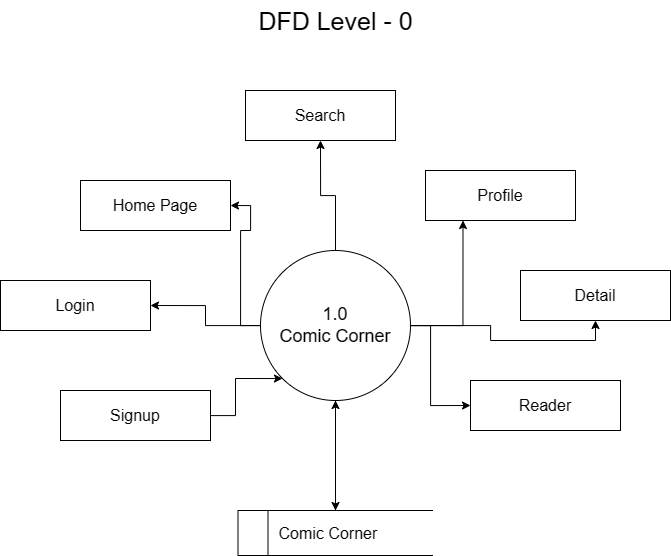 DFD Level - 0
Search
Profile
Home Page
Detail
Login
1.0
Comic Corner
Signup
Reader
Comic Corner